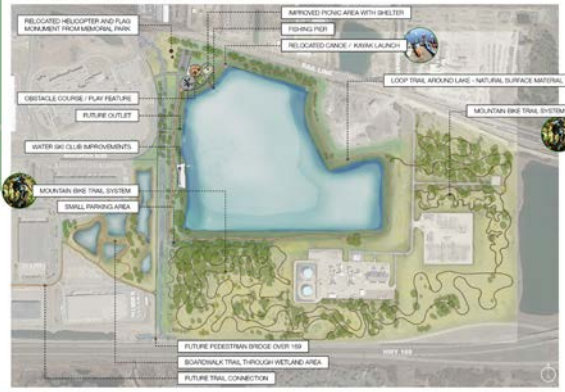 RELOCATED HELICOPTER AND FLAG
MONUMENT FROM MEMORIAL PARK
IMPROVED PICNIC AREA WITH SHELTER
FISHING PIER
RELOCATED CANOE / KAYAK LAUNCH
LOOP TRAIL AROUND LAKE - NATURAL SURFACE MATERIAL
OBSTACLE COURSE / PLAY FEATURE
MOUNTAIN BIKE TRAIL SYSTEM
FUTURE OUTLET
WATER SKI CLUB IMPROVEMENTS
MOUNTAIN BIKE TRAIL SYSTEM
SMALL PARKING AREA
FUTURE PEDESTRIAN BRIDGE OVER 169
HWY 169
BOARDWALK TRAIL THROUGH WETLAND AREA
FUTURE TRAIL CONNECTION